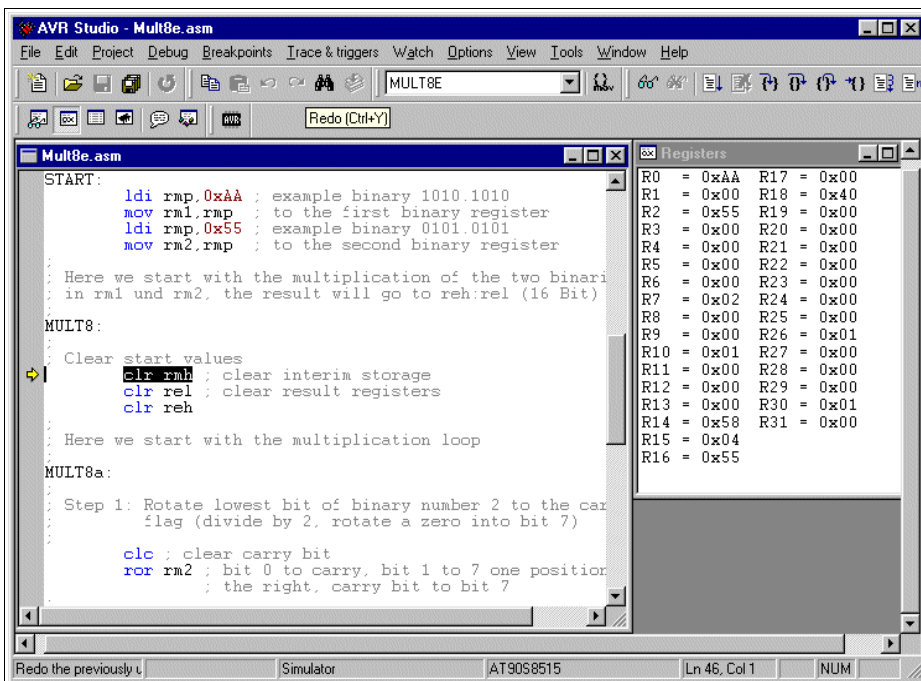 AVR Studio - Mult8e.asm
File Edit Project Debug Breakpoints Trace & triggers Watch Options View Tools Window Help
MULT8E
AVR
Redo (Ctrl+Y)
Mult8e.asm
START:
ldi rmp,0xAA ; example binary 1010.1010
mov rm1,rmp ; to the first binary register
ldi rmp,0x55 ; example binary 0101.0101
mov rm2,rmp ; to the second binary register
;
; Here we start with the multiplication of the two binari
; in rm1 und rm2, the result will go to reh:rel (16 Bit)
;
MULT8:
;
; Clear start values
clr rmh ; clear interim storage
clr rel ; clear result registers
clr reh
;
; Here we start with the multiplication loop
;
MULT8a:
;
; Step 1: Rotate lowest bit of binary number 2 to the car
; flag (divide by 2, rotate a zero into bit 7)
;
clc ; clear carry bit
ror rm2 ; bit 0 to carry, bit 1 to 7 one position
; the right, carry bit to bit 7
Registers
R0 = 0xAA R17 = 0x00
R1 = 0x00 R18 = 0x40
R2 = 0x55 R19 = 0x00
R3 = 0x00 R20 = 0x00
R4 = 0x00 R21 = 0x00
R5 = 0x00 R22 = 0x00
R6 = 0x00 R23 = 0x00
R7 = 0x02 R24 = 0x00
R8 = 0x00 R25 = 0x00
R9 = 0x00 R26 = 0x01
R10 = 0x01 R27 = 0x00
R11 = 0x00 R28 = 0x00
R12 = 0x00 R29 = 0x00
R13 = 0x00 R30 = 0x01
R14 = 0x58 R31 = 0x00
R15 = 0x04
R16 = 0x55
Redo the previously u Simulator AT90S8515 Ln 46, Col 1 NUM